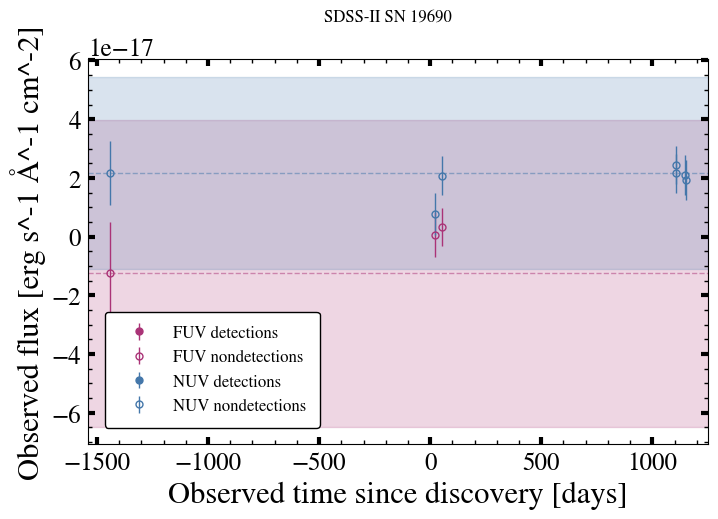 SDSS-II SN 19690
1e−17
Observed flux [erg s^-1 Å^-1 cm^-2]
6
4
2
0
−2
−4
−6
FUV detections
FUV nondetections
NUV detections
NUV nondetections
−1500 −1000 −500 0 500 1000
Observed time since discovery [days]